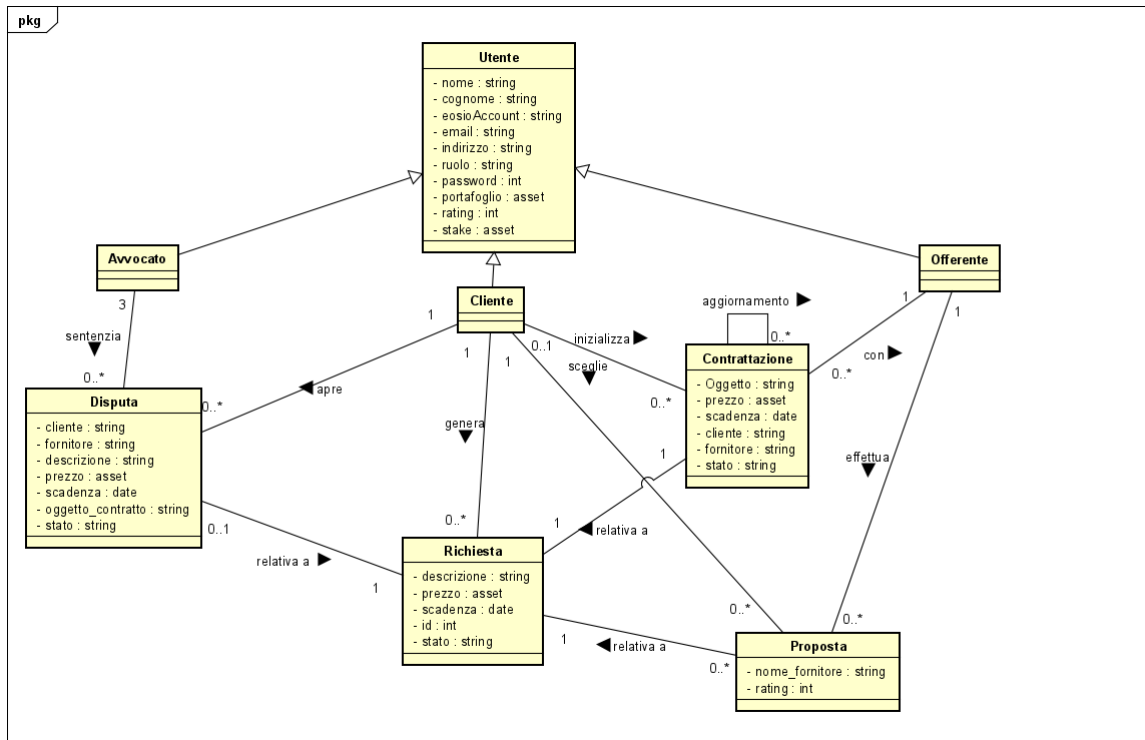 pkg
Utente
- nome : string
- cognome : string
- eosioAccount : string
- email : string
- indirizzo : string
- ruolo : string
- password : int
- portafoglio : asset
- rating : int
- stake : asset
Avvocato
Cliente
Offerente
3
sentenzia
0..*
1
apre
0..*
1
genera
0..*
1
sceglie
0..*
0..1
inizializza
0..*
aggiornamento
0..*
1
con
0..*
1
effettua
0..*
Contrattazione
- Oggetto : string
- prezzo : asset
- scadenza : date
- cliente : string
- fornitore : string
- stato : string
Disputa
- cliente : string
- fornitore : string
- descrizione : string
- prezzo : asset
- scadenza : date
- oggetto_contratto : string
- stato : string
0..1
relativa a
1
1
relativa a
1
Richiesta
- descrizione : string
- prezzo : asset
- scadenza : date
- id : int
- stato : string
1
relativa a
0..*
Proposta
- nome_fornitore : string
- rating : int